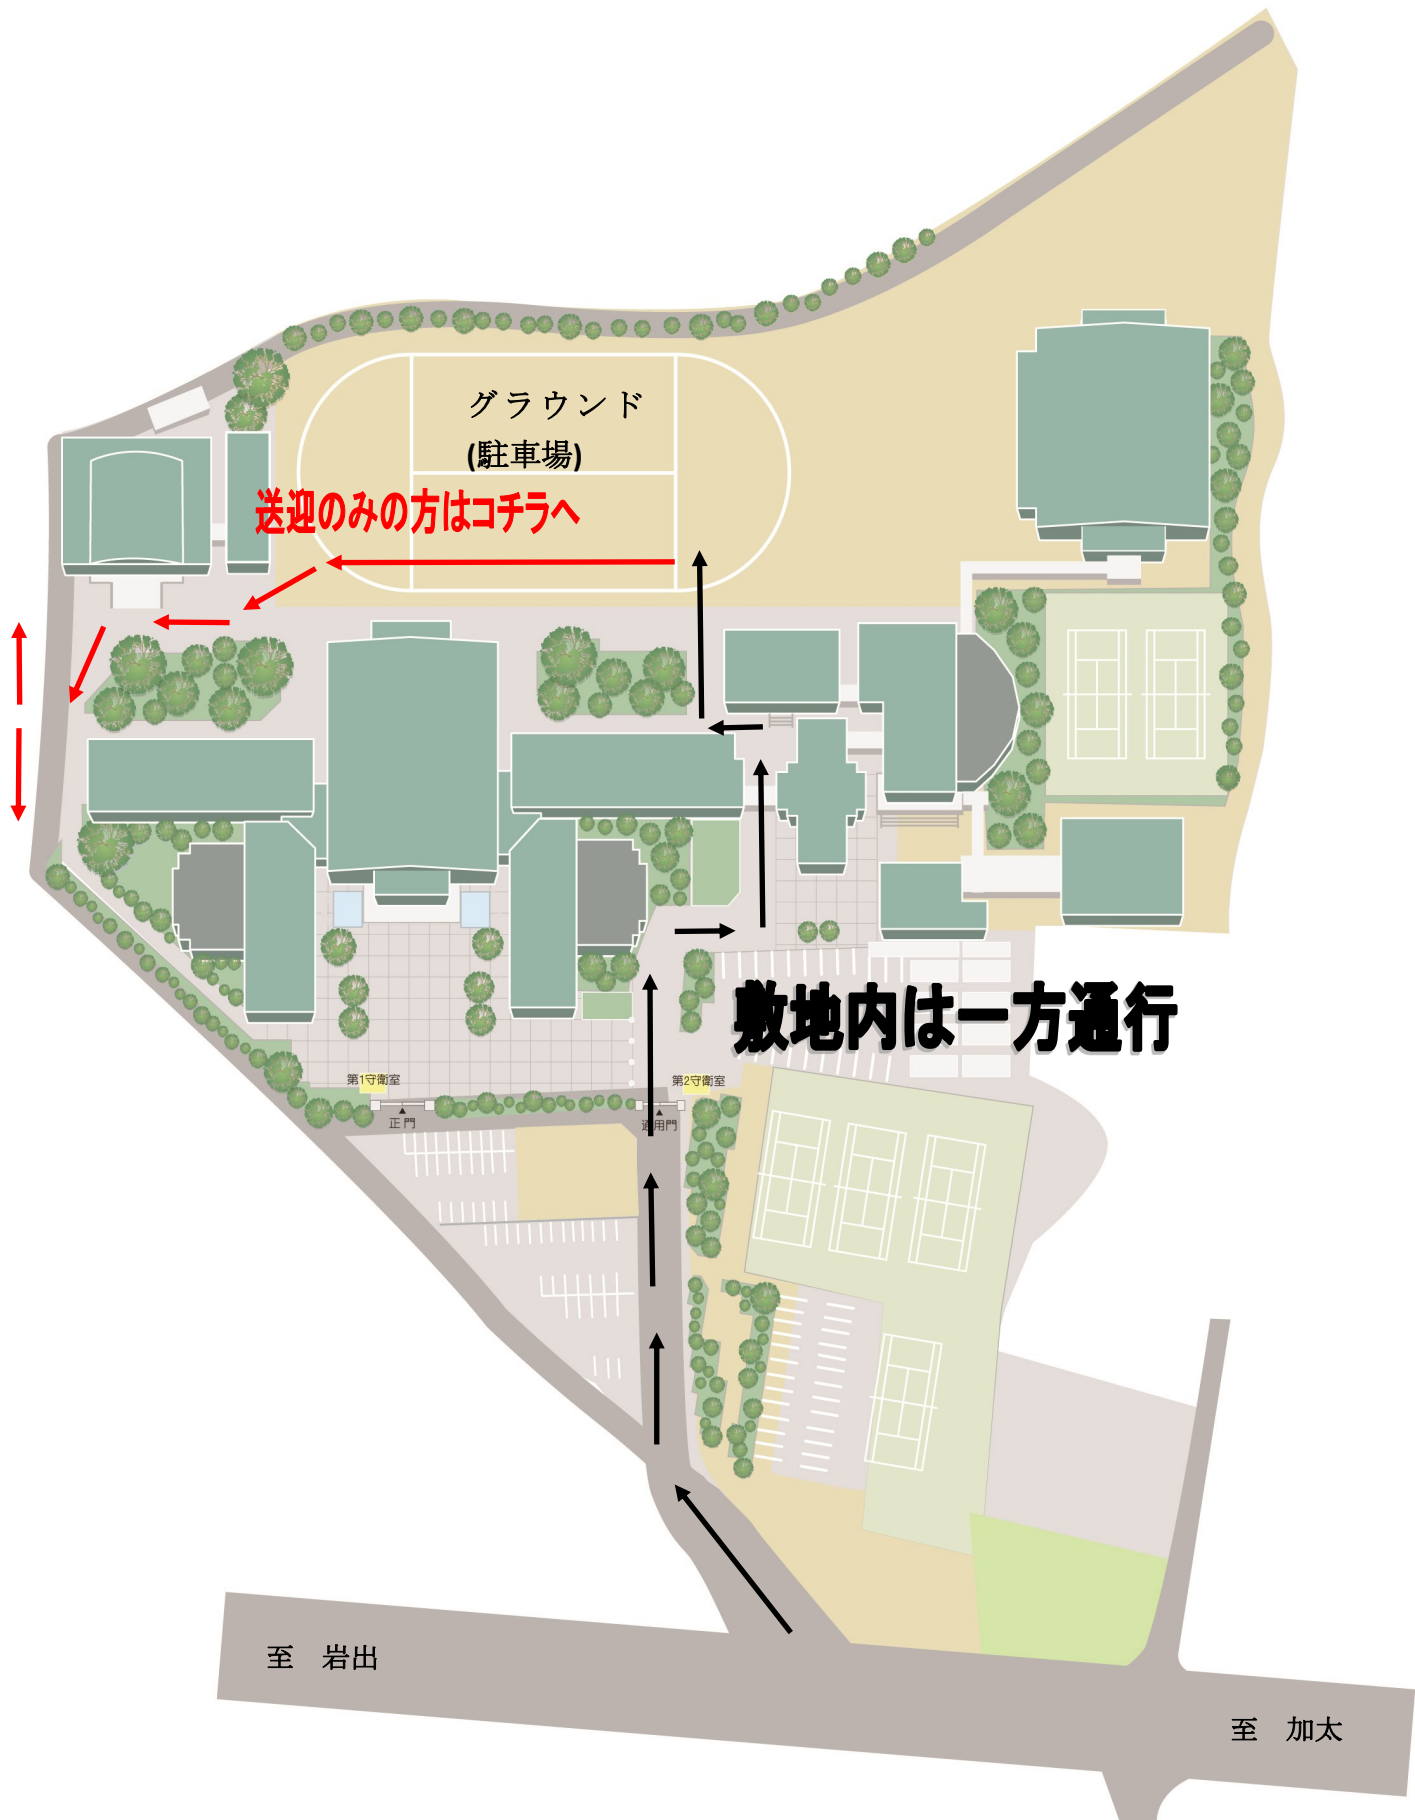 グラウンド
(駐車場)
送迎のみの方はコチラへ
敷地内は一方通行
第1守衛室
第2守衛室
正門
通用門
至 岩出
至 加太